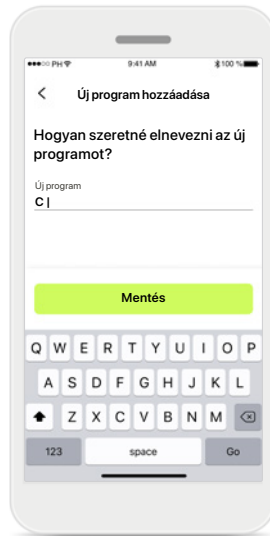 PH 9:41 AM 100 %
Új program hozzáadása
Hogyan szeretné elnevezni az új
programot?
Új program
C |
Mentés
Q W E R T Y U I O P
A S D F G H J K L
Z X C V B N M
123 space Go